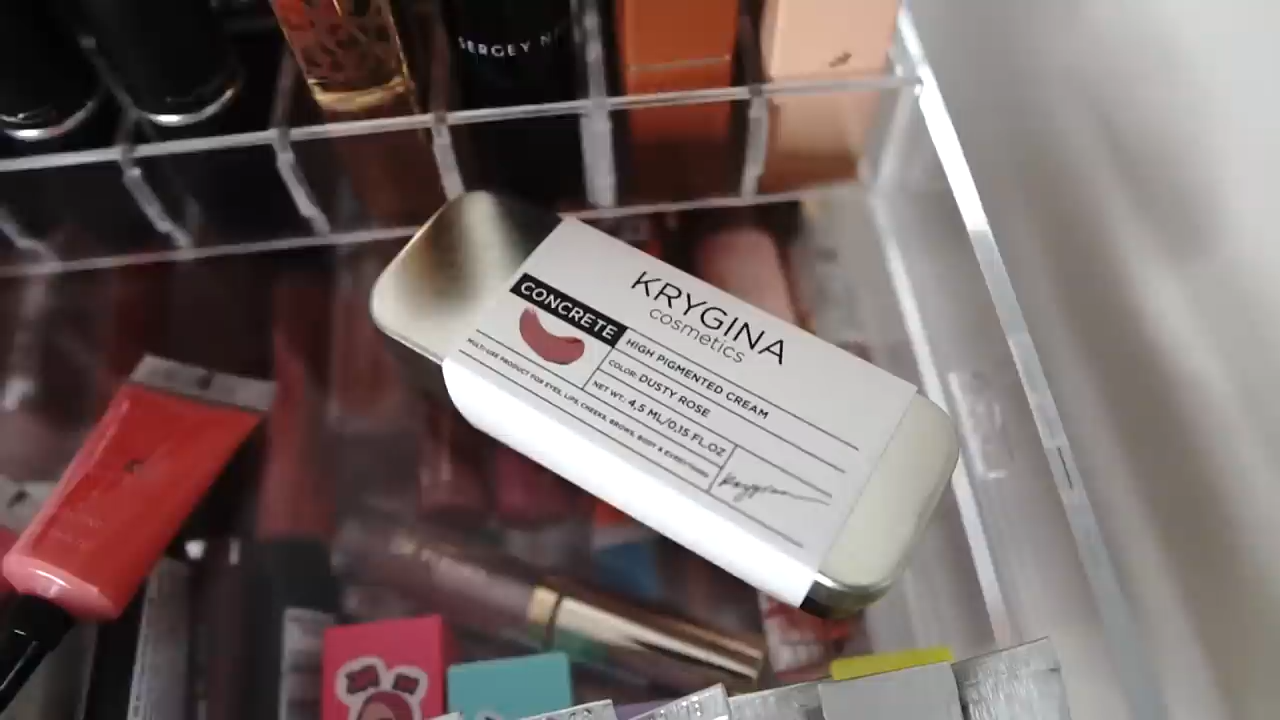 SERGEY N
KRYGINA
cosmetics
CONCRETE
HIGH PIGMENTED CREAM
COLOR: DUSTY ROSE
NET WT.: 4,5 ML/0,15 FL.OZ
MULTI-USE PRODUCT FOR EYES, LIPS, CHEEKS, BROWS, BODY & EVERYTHING